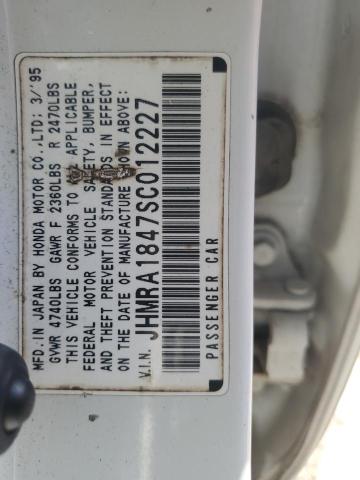 MFD.IN JAPAN BY HONDA MOTOR CO.,LTD: 3/'95
GVWR 4740LBS GAWR F 2360LBS R 2470LBS
THIS VEHICLE CONFORMS TO ALL APPLICABLE
FEDERAL MOTOR VEHICLE SAFETY, BUMPER,
AND THEFT PREVENTION STANDARDS IN EFFECT
ON THE DATE OF MANUFACTURE SHOWN ABOVE:
V.I.N. JHMRA1847SC012227
PASSENGER CAR